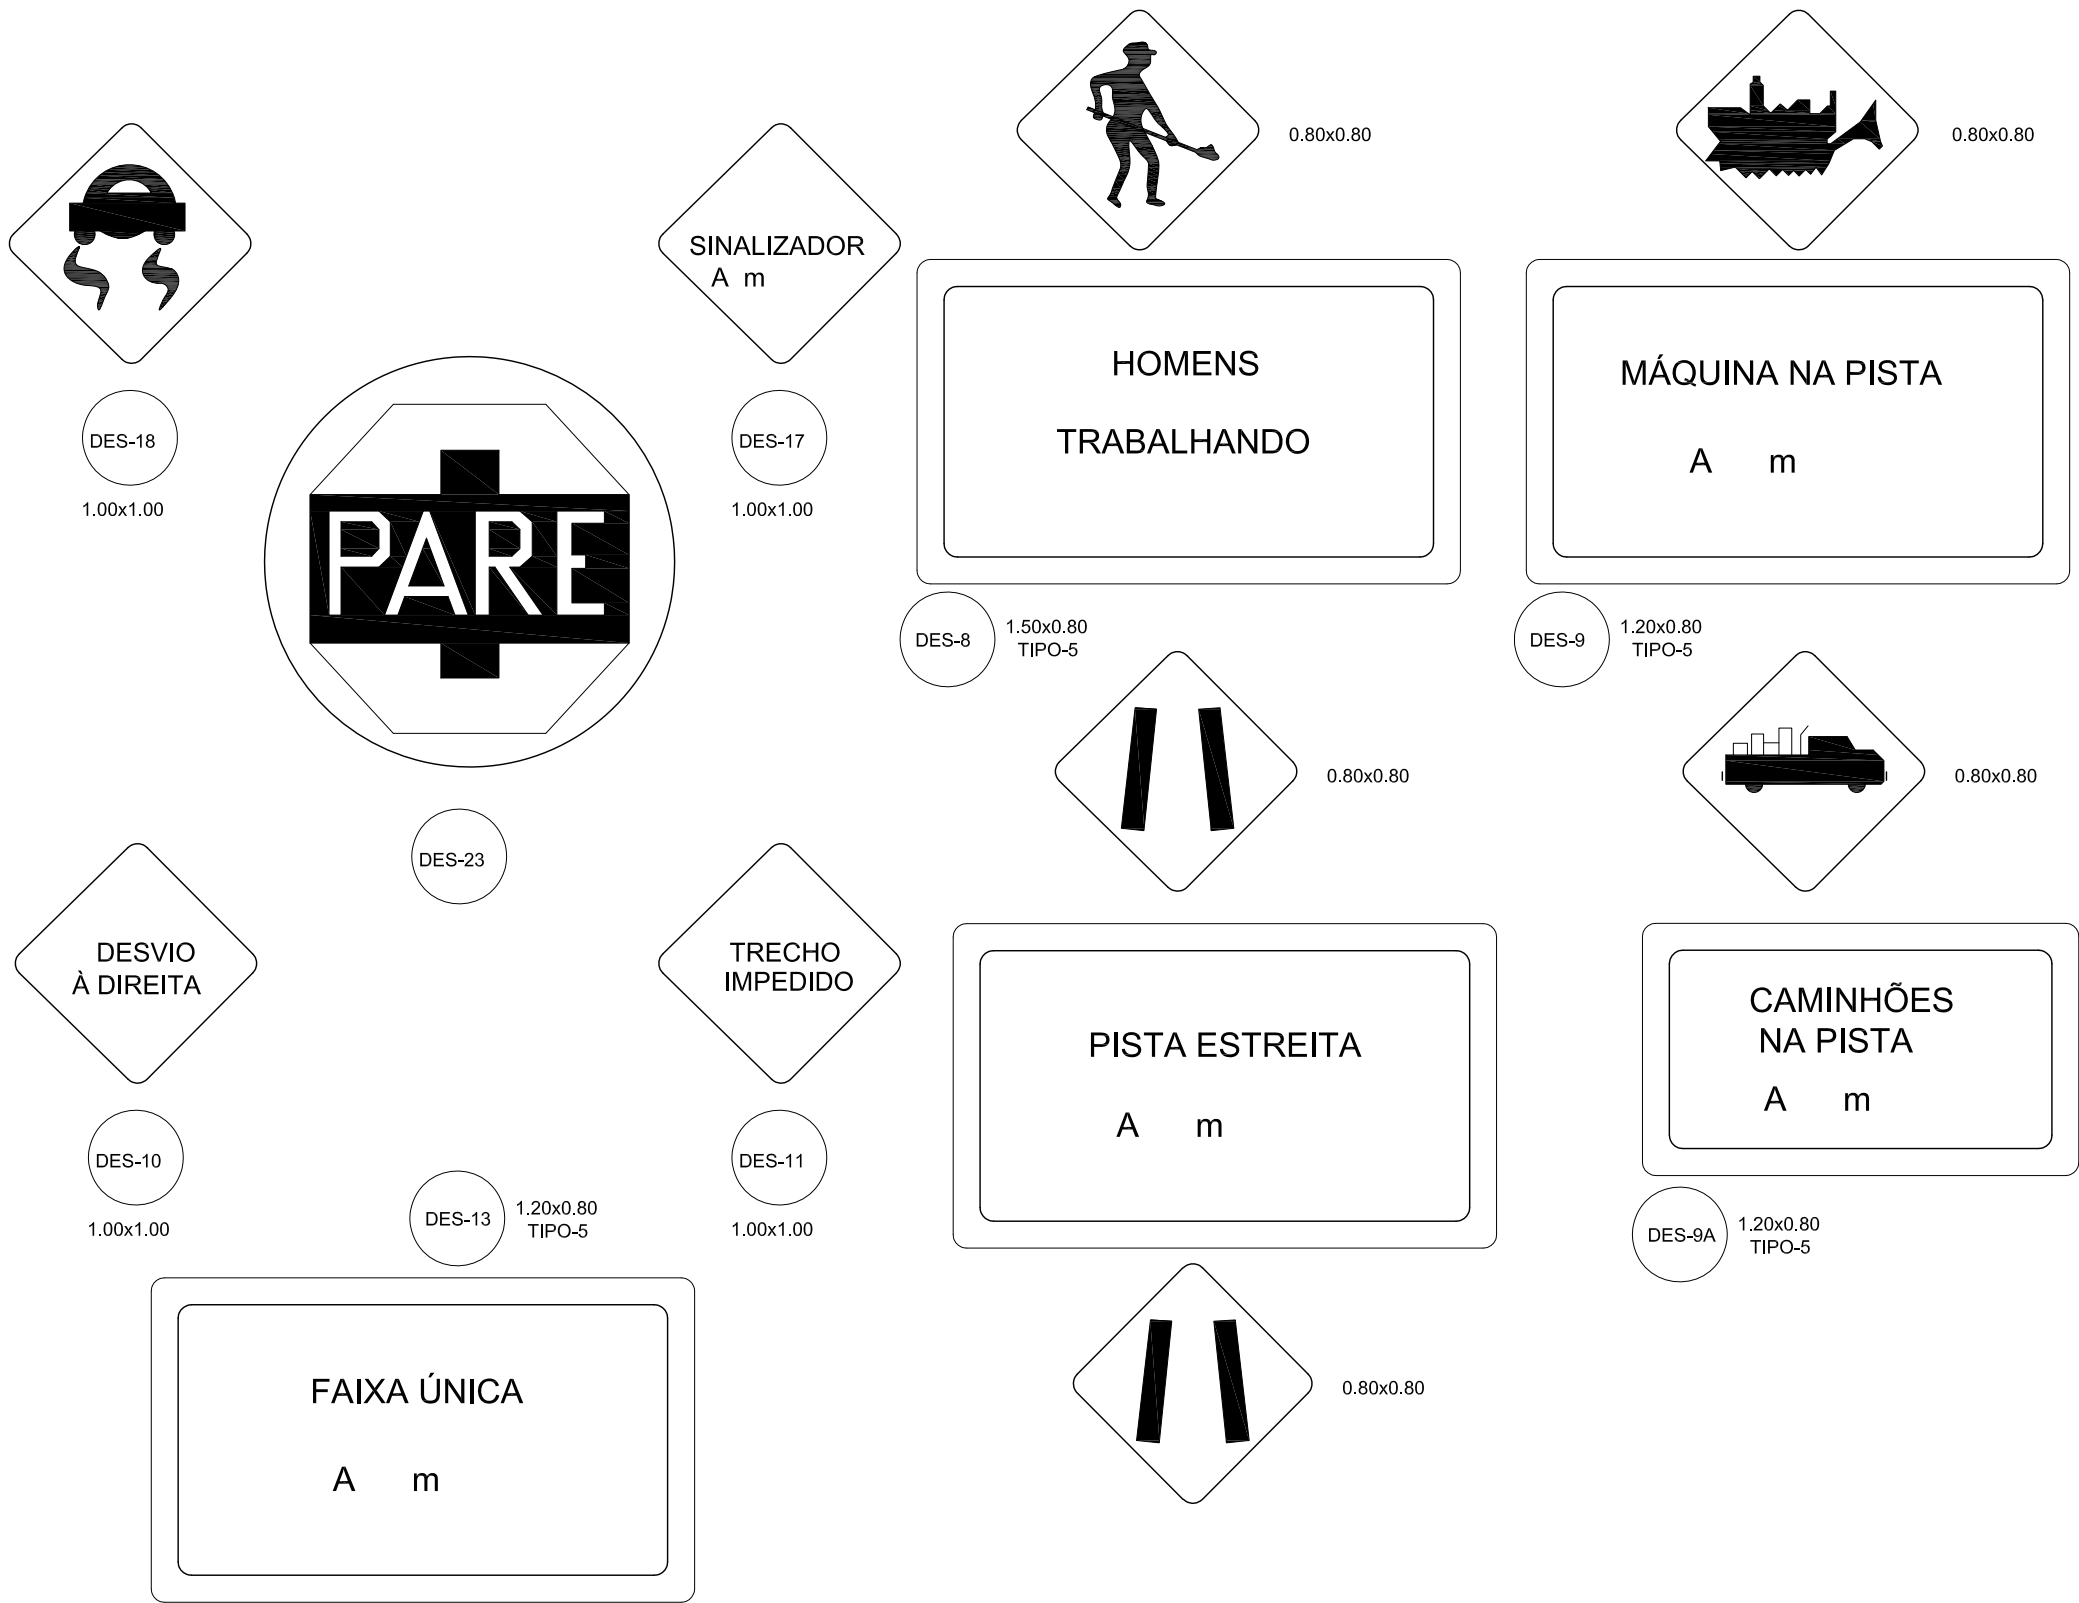 0.80x0.80
0.80x0.80
SINALIZADOR
A m
HOMENS
TRABALHANDO
MÁQUINA NA PISTA
A m
DES-18
1.00x1.00
DES-17
1.00x1.00
PARE
DES-8
1.50x0.80
TIPO-5
DES-9
1.20x0.80
TIPO-5
0.80x0.80
0.80x0.80
DES-23
DESVIO
À DIREITA
TRECHO
IMPEDIDO
PISTA ESTREITA
A m
CAMINHÕES
NA PISTA
A m
DES-10
1.00x1.00
DES-13
1.20x0.80
TIPO-5
DES-11
1.00x1.00
DES-9A
1.20x0.80
TIPO-5
FAIXA ÚNICA
A m
0.80x0.80